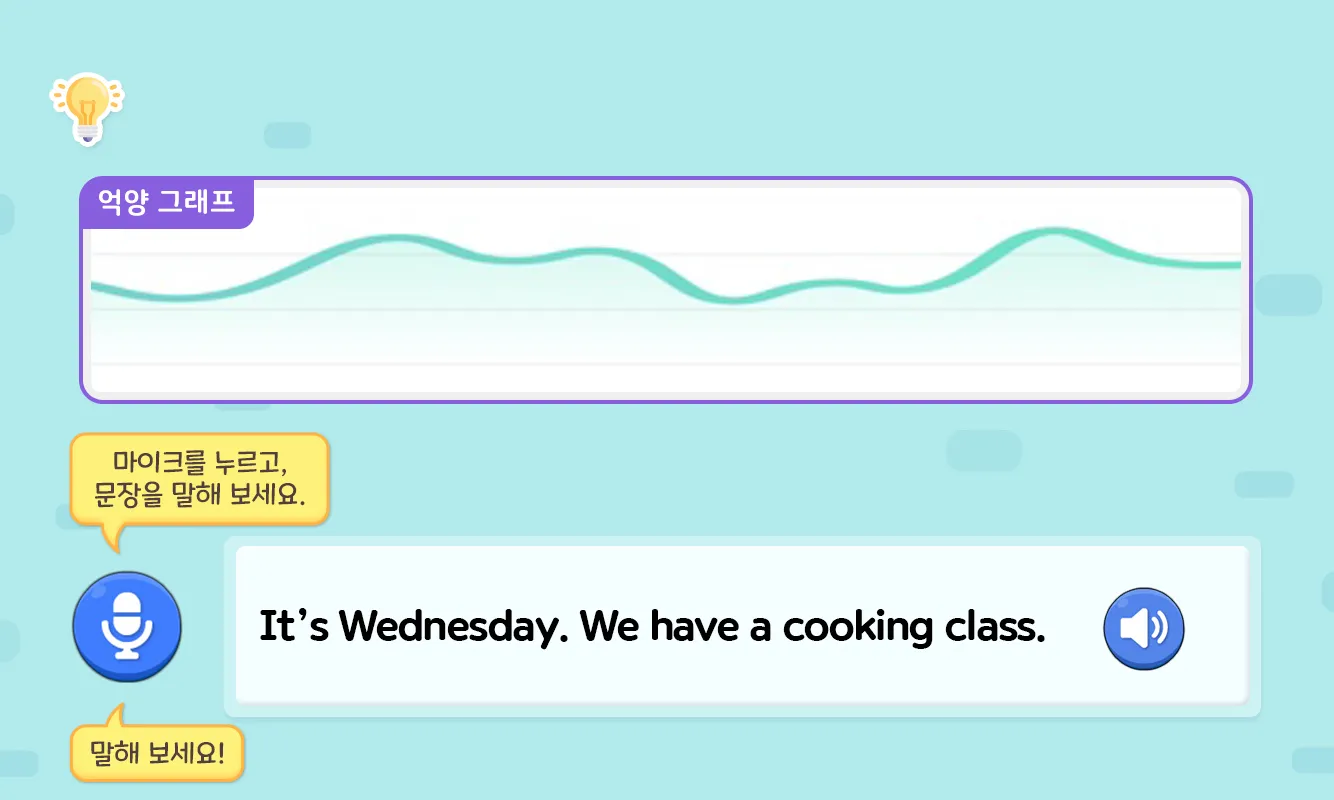 억양 그래프
마이크를 누르고,
문장을 말해 보세요.
It's Wednesday. We have a cooking class.
말해 보세요!